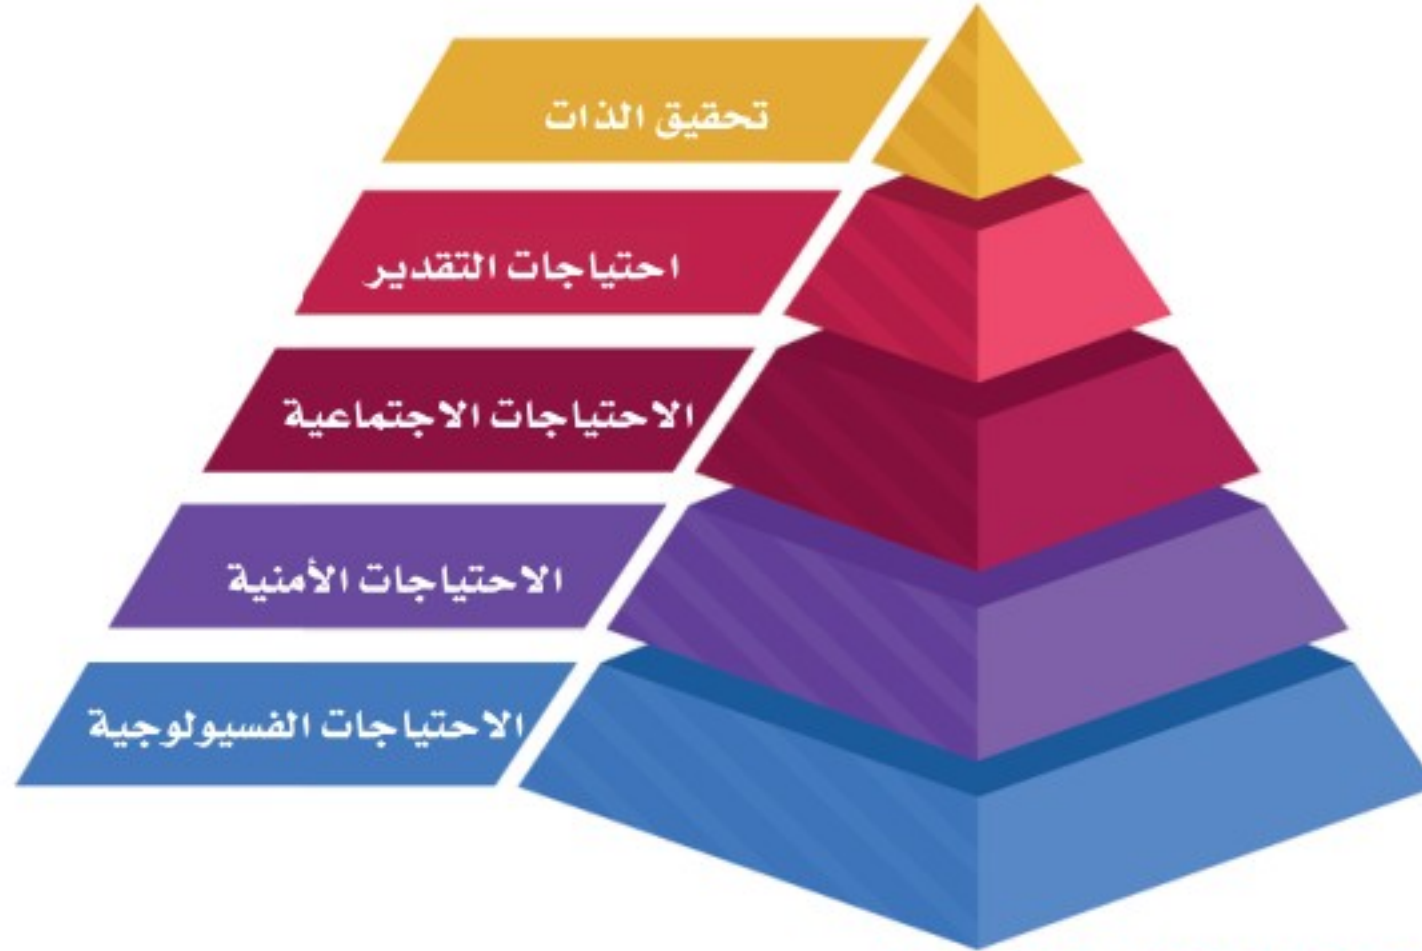 تحقيق الذات
احتياجات التقدير
الاحتياجات الاجتماعية
الاحتياجات الأمنية
الاحتياجات الفسيولوجية